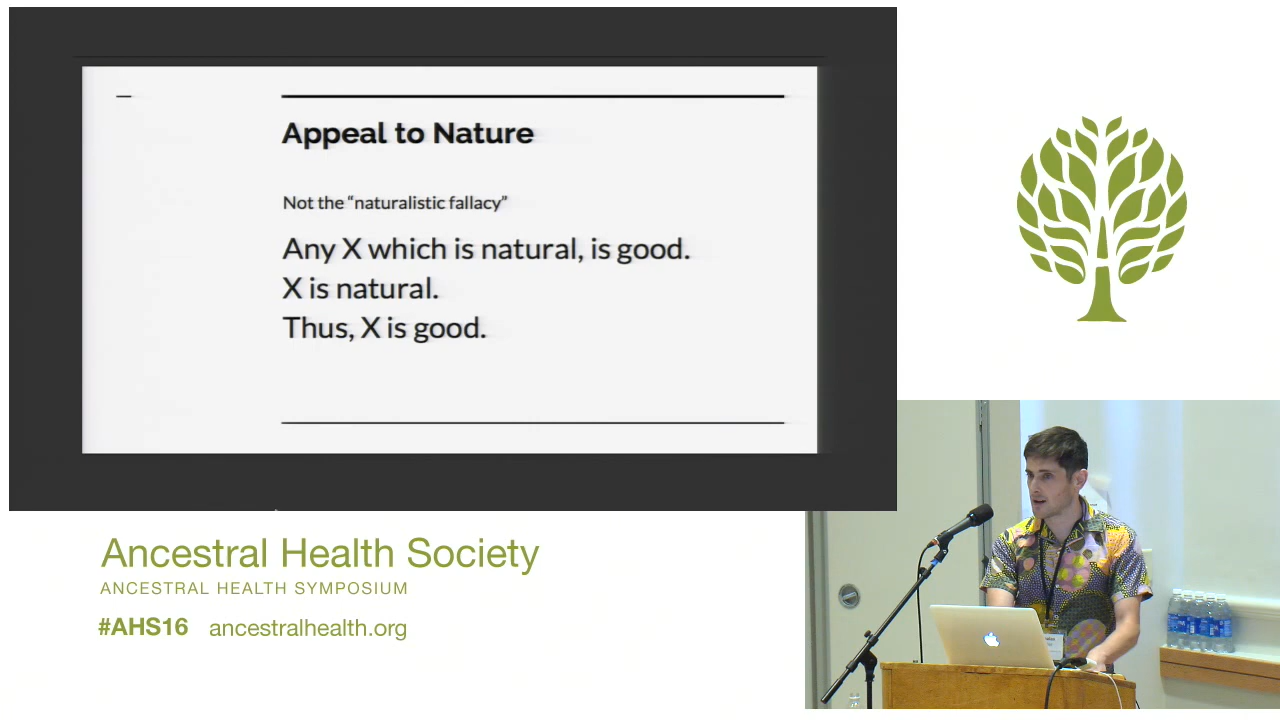 Appeal to Nature
Not the “naturalistic fallacy”
Any X which is natural, is good.
X is natural.
Thus, X is good.
Ancestral Health Society
ANCESTRAL HEALTH SYMPOSIUM
#AHS16 ancestralhealth.org